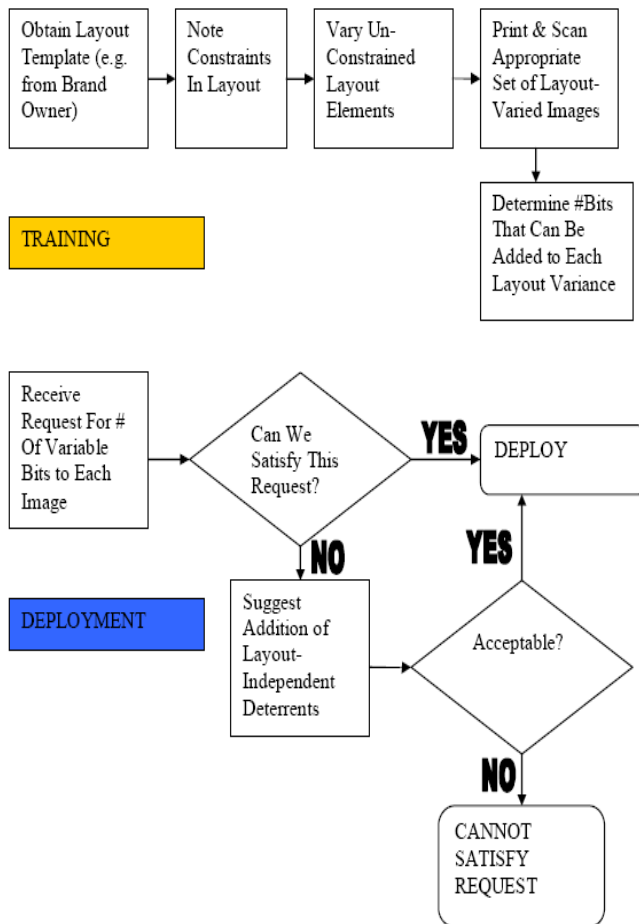 Obtain Layout
Template (e.g.
from Brand
Owner)
Note
Constraints
In Layout
Vary Un-
Constrained
Layout
Elements
Print & Scan
Appropriate
Set of Layout-
Varied Images
Determine #Bits
That Can Be
Added to Each
Layout Variance
TRAINING
Receive
Request For #
Of Variable
Bits to Each
Image
Can We
Satisfy This
Request?
YES
DEPLOY
NO
YES
DEPLOYMENT
Suggest
Addition of
Layout-
Independent
Deterrents
Acceptable?
NO
CANNOT
SATISFY
REQUEST